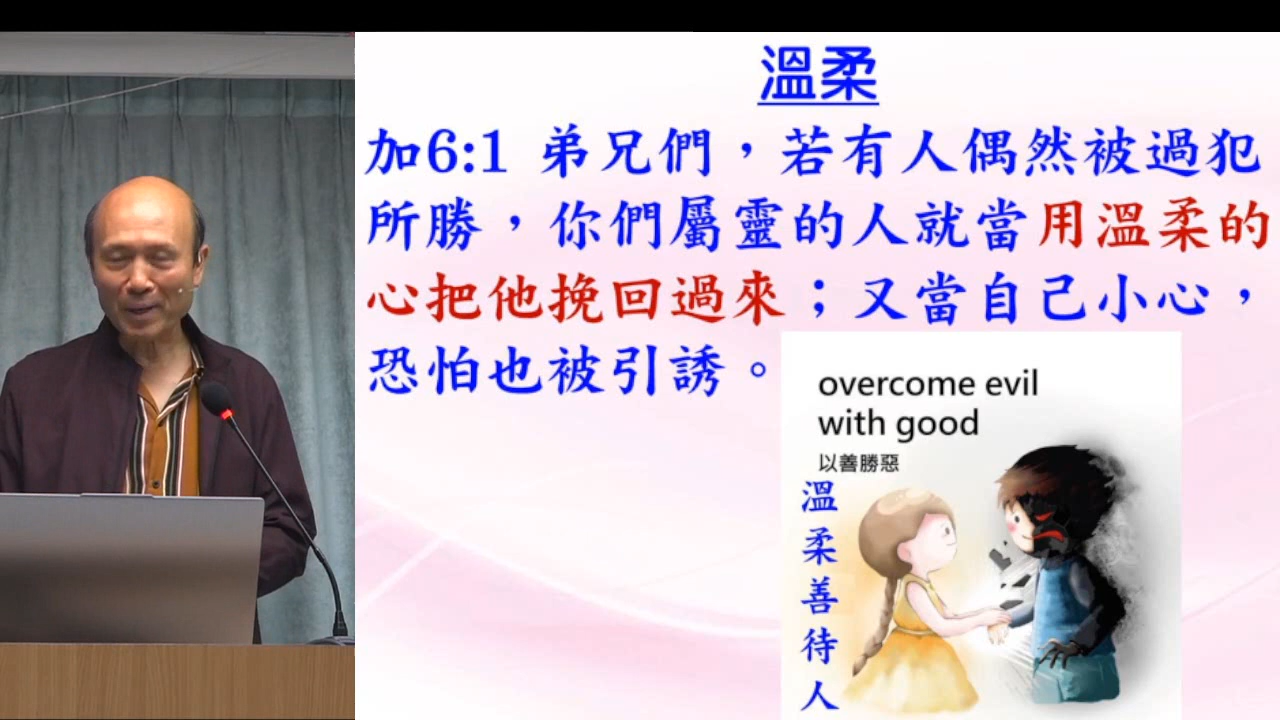 溫柔
加6:1 弟兄們，若有人偶然被過犯
所勝，你們屬靈的人就當用溫柔的
心把他挽回過來；又當自己小心，
恐怕也被引誘。
overcome evil
with good
以善勝惡
溫柔善待人